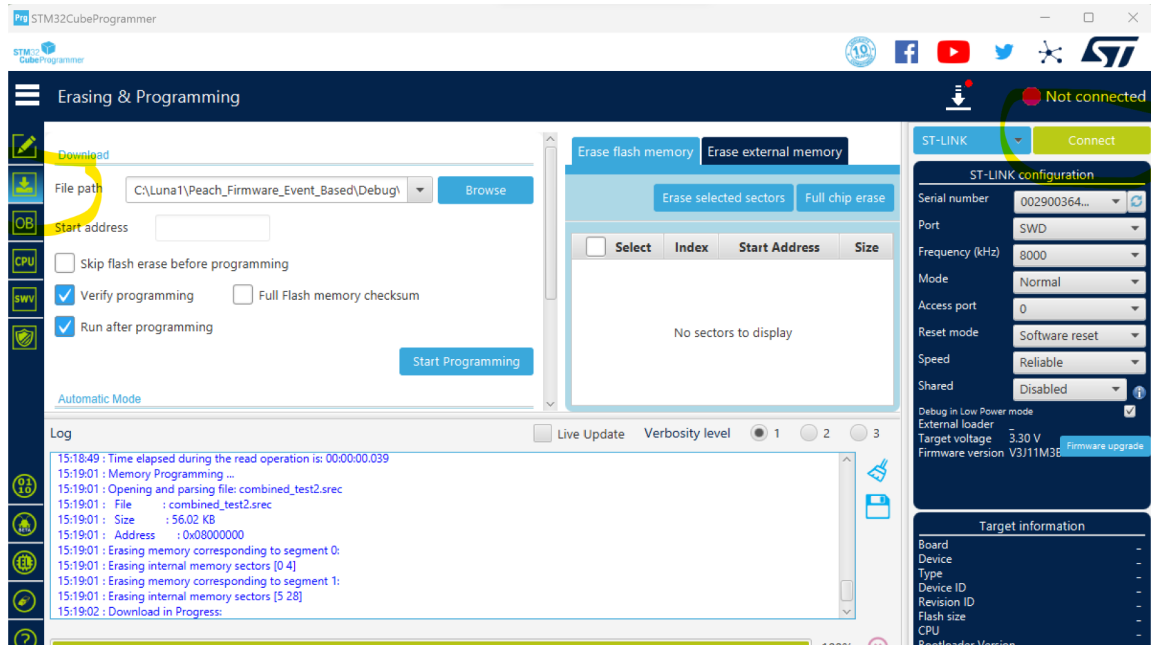 Prg STM32CubeProgrammer
STM32
CubeProgrammer
10
ST
Erasing & Programming
Not connected
Download
File path C:\Luna1\Peach_Firmware_Event_Based\Debug\ Browse
Start address
Skip flash erase before programming
Verify programming Full Flash memory checksum
Run after programming
Start Programming
Automatic Mode
OB
CPU
SWV
Erase flash memory Erase external memory
Erase selected sectors Full chip erase
Select Index Start Address Size
No sectors to display
ST-LINK Connect
ST-LINK configuration
Serial number 002900364...
Port SWD
Frequency (kHz) 8000
Mode Normal
Access port 0
Reset mode Software reset
Speed Reliable
Shared Disabled
Debug in Low Power mode
External loader _
Target voltage 3.30 V
Firmware version V3J11M3 Firmware upgrade
Log Live Update Verbosity level 1 2 3
15:18:49 : Time elapsed during the read operation is: 00:00:00.039
15:19:01 : Memory Programming ...
15:19:01 : Opening and parsing file: combined_test2.srec
15:19:01 : File : combined_test2.srec
15:19:01 : Size : 56.02 KB
15:19:01 : Address : 0x08000000
15:19:01 : Erasing memory corresponding to segment 0:
15:19:01 : Erasing internal memory sectors [0 4]
15:19:01 : Erasing memory corresponding to segment 1:
15:19:01 : Erasing internal memory sectors [5 28]
15:19:02 : Download in Progress:
100%
Target information
Board _
Device _
Type _
Device ID _
Revision ID _
Flash size _
CPU _
Bootloader Version _